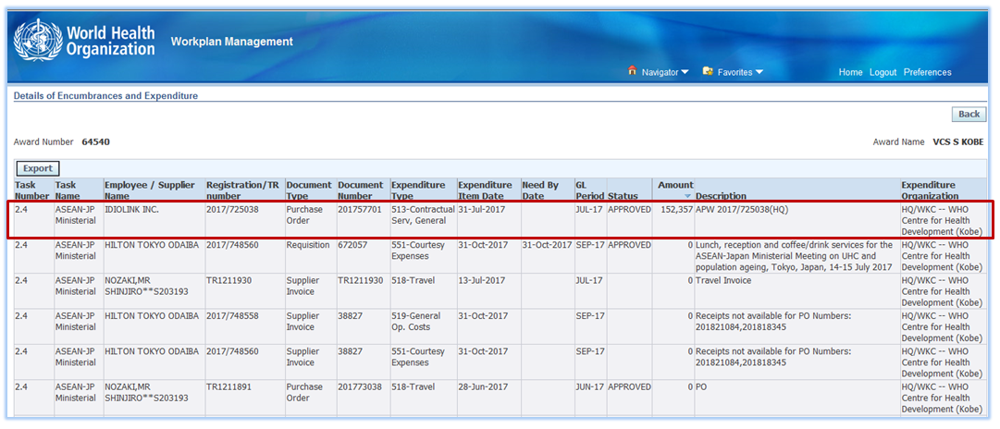 World Health
Organization
Workplan Management
Navigator Favorites Home Logout Preferences
Details of Encumbrances and Expenditure
Back
Award Number 64540 Award Name VCS S KOBE
Export
Task Task Employee / Supplier Registration/TR Document Document Expenditure Expenditure Need By GL Amount Expenditure
Number Name Name number Type Number Type Item Date Date Period Status Description Organization
2.4 ASEAN-JP IDIOLINK INC. 2017/725038 Purchase 201757701 513-Contractual 31-Jul-2017 JUL-17 APPROVED 152,357 APW 2017/725038(HQ) HQ/WKC -- WHO
Ministerial Order Serv, General Centre for Health
Development (Kobe)
2.4 ASEAN-JP HILTON TOKYO ODAIBA 2017/748560 Requisition 672057 551-Courtesy 31-Oct-2017 31-Oct-2017 SEP-17 APPROVED 0 Lunch, reception and coffee/drink services for the HQ/WKC -- WHO
Ministerial Expenses ASEAN-Japan Ministerial Meeting on UHC and Centre for Health
population ageing, Tokyo, Japan, 14-15 July 2017 Development (Kobe)
2.4 ASEAN-JP NOZAKI,MR TR1211930 Supplier TR1211930 518-Travel 13-Jul-2017 JUL-17 0 Travel Invoice HQ/WKC -- WHO
Ministerial SHINJIRO**S203193 Invoice Centre for Health
Development (Kobe)
2.4 ASEAN-JP HILTON TOKYO ODAIBA 2017/748558 Supplier 38827 519-General 31-Oct-2017 SEP-17 0 Receipts not available for PO Numbers: HQ/WKC -- WHO
Ministerial Invoice Op. Costs 201821084,201818345 Centre for Health
Development (Kobe)
2.4 ASEAN-JP HILTON TOKYO ODAIBA 2017/748560 Supplier 38827 551-Courtesy 31-Oct-2017 SEP-17 0 Receipts not available for PO Numbers: HQ/WKC -- WHO
Ministerial Invoice Expenses 201821084,201818345 Centre for Health
Development (Kobe)
2.4 ASEAN-JP NOZAKI,MR TR1211891 Purchase 201773038 518-Travel 28-Jun-2017 JUN-17 APPROVED 0 PO HQ/WKC -- WHO
Ministerial SHINJIRO**S203193 Order Centre for Health
Development (Kobe)